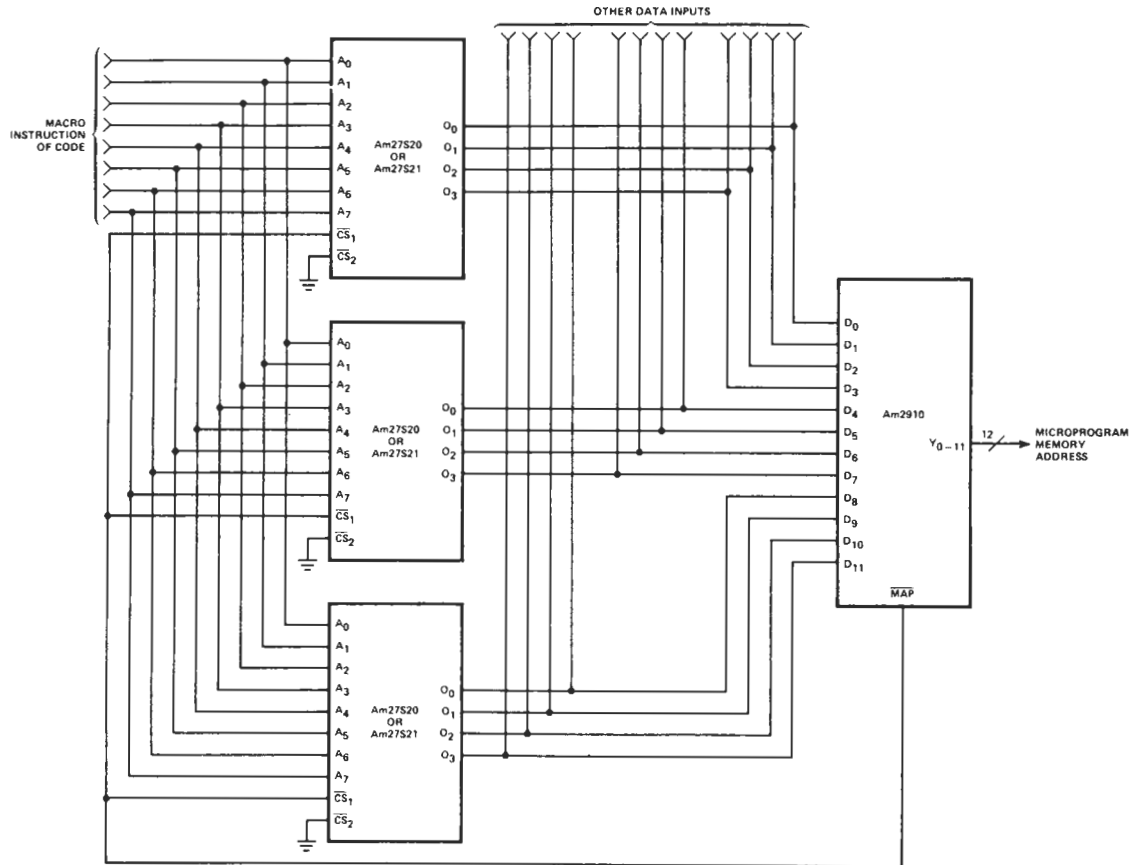 OTHER DATA INPUTS
MACRO
INSTRUCTION
OF CODE
A0
A1
A2
A3
A4
A5
A6
A7
CS1
CS2
Am27S20
OR
Am27S21
O0
O1
O2
O3
A0
A1
A2
A3
A4
A5
A6
A7
CS1
CS2
Am27S20
OR
Am27S21
O0
O1
O2
O3
A0
A1
A2
A3
A4
A5
A6
A7
CS1
CS2
Am27S20
OR
Am27S21
O0
O1
O2
O3
D0
D1
D2
D3
D4
D5
D6
D7
D8
D9
D10
D11
Am2910
Y0–11
MAP
12
MICROPROGRAM
MEMORY
ADDRESS